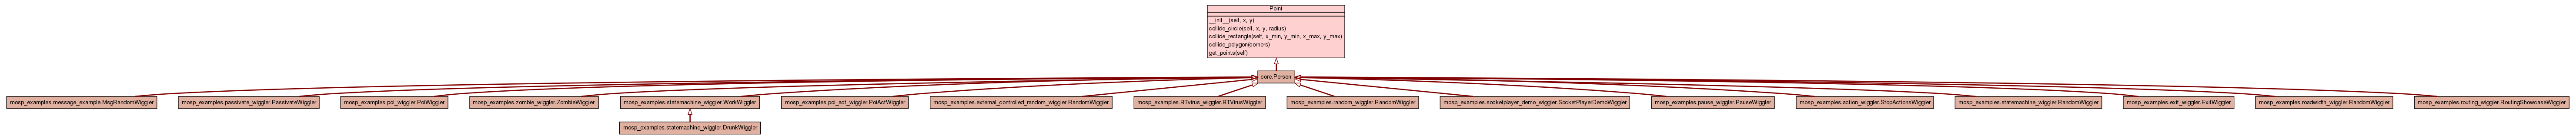 Point
__init__(self, x, y)
collide_circle(self, x, y, radius)
collide_rectangle(self, x_min, y_min, x_max, y_max)
collide_polygon(corners)
get_points(self)
core.Person
mosp_examples.message_example.MsgRandomWiggler
mosp_examples.passivate_wiggler.PassivateWiggler
mosp_examples.poi_wiggler.PoiWiggler
mosp_examples.zombie_wiggler.ZombieWiggler
mosp_examples.statemachine_wiggler.WorkWiggler
mosp_examples.poi_act_wiggler.PoiActWiggler
mosp_examples.external_controlled_random_wiggler.RandomWiggler
mosp_examples.BTvirus_wiggler.BTVirusWiggler
mosp_examples.random_wiggler.RandomWiggler
mosp_examples.socketplayer_demo_wiggler.SocketPlayerDemoWiggler
mosp_examples.pause_wiggler.PauseWiggler
mosp_examples.action_wiggler.StopActionsWiggler
mosp_examples.statemachine_wiggler.RandomWiggler
mosp_examples.exit_wiggler.ExitWiggler
mosp_examples.roadwidth_wiggler.RandomWiggler
mosp_examples.routing_wiggler.RoutingShowcaseWiggler
mosp_examples.statemachine_wiggler.DrunkWiggler